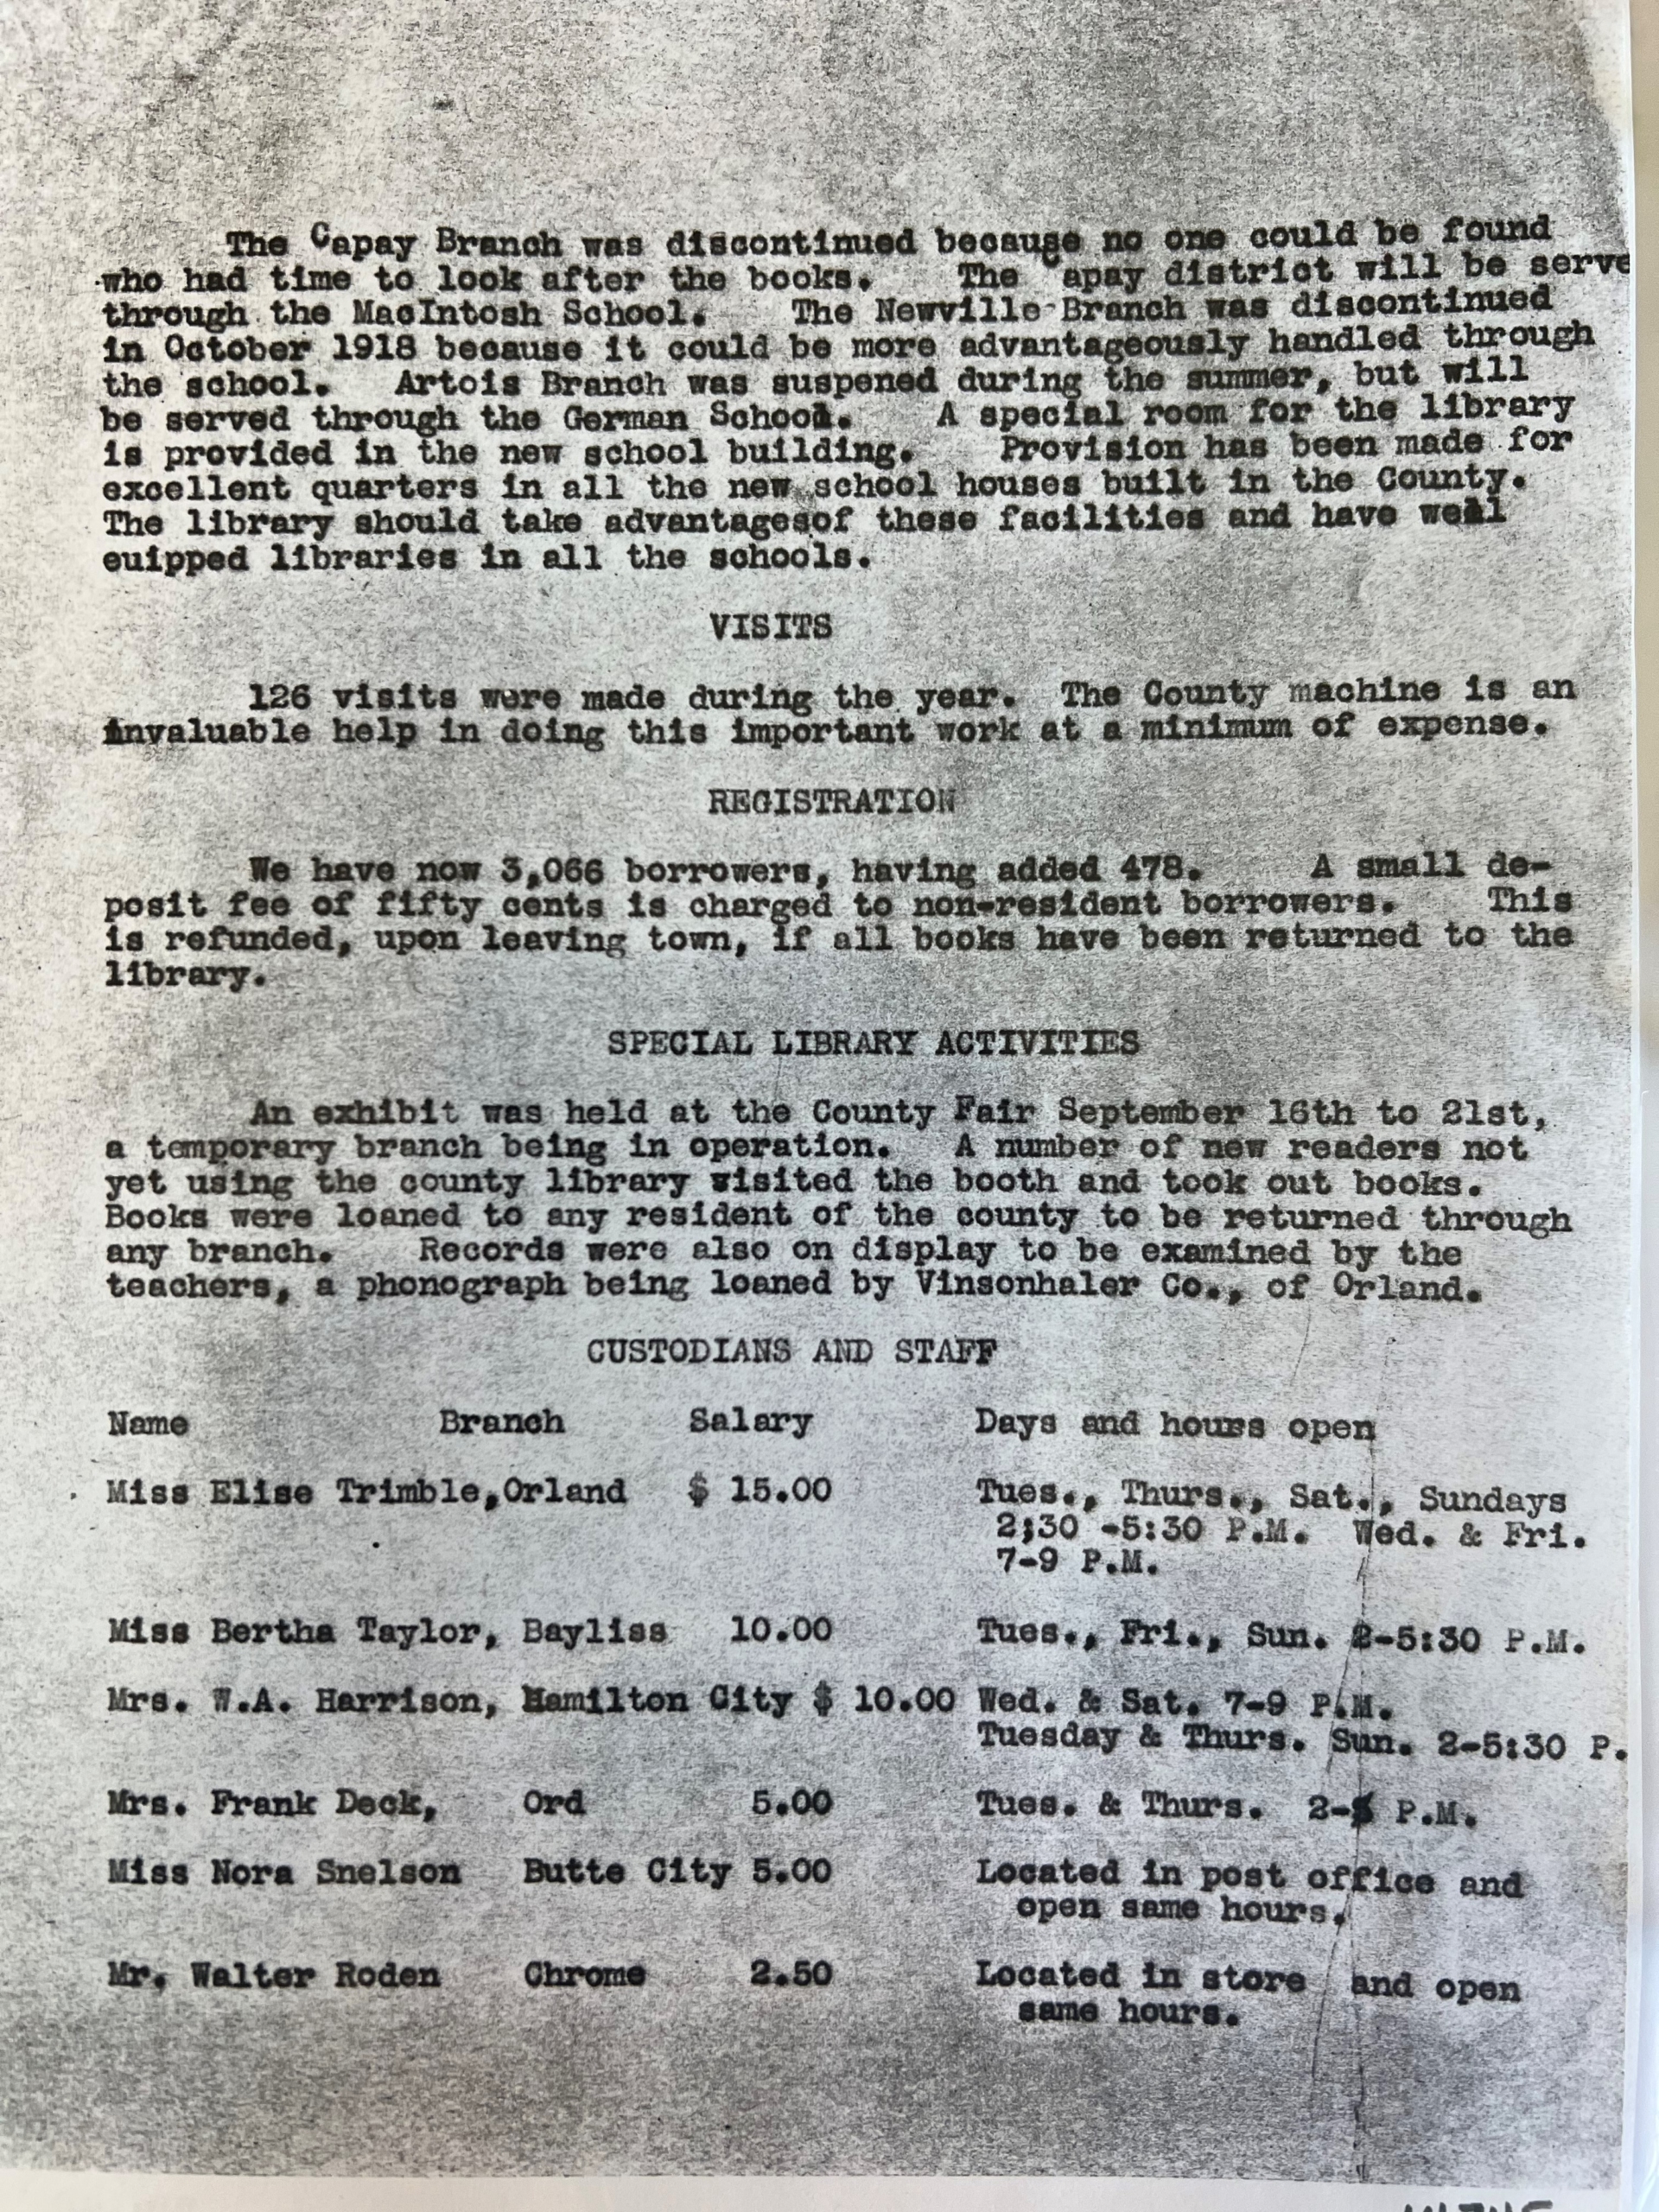 The Capay Branch was discontinued because no one could be found
who had time to look after the books. The apay district will be serve
through the MacIntosh School. The Newville Branch was discontinued
in October 1918 because it could be more advantageously handled through
the school. Artois Branch was suspened during the summer, but will
be served through the German School. A special room for the library
is provided in the new school building. Provision has been made for
excellent quarters in all the new school houses built in the County.
The library should take advantagesof these facilities and have well
euipped libraries in all the schools.
VISITS
126 visits were made during the year. The County machine is an
invaluable help in doing this important work at a minimum of expense.
REGISTRATION
We have now 3,066 borrowers, having added 478. A small de-
posit fee of fifty cents is charged to non-resident borrowers. This
is refunded, upon leaving town, if all books have been returned to the
library.
SPECIAL LIBRARY ACTIVITIES
An exhibit was held at the County Fair September 16th to 21st,
a temporary branch being in operation. A number of new readers not
yet using the county library visited the booth and took out books.
Books were loaned to any resident of the county to be returned through
any branch. Records were also on display to be examined by the
teachers, a phonograph being loaned by Vinsonhaler Co., of Orland.
CUSTODIANS AND STAFF
Name Branch Salary Days and hours open
Miss Elise Trimble,Orland $ 15.00 Tues., Thurs., Sat., Sundays
2;30 -5:30 P.M. Wed. & Fri.
7-9 P.M.
Miss Bertha Taylor, Bayliss 10.00 Tues., Fri., Sun. 2-5:30 P.M.
Mrs. W.A. Harrison, Hamilton City $ 10.00 Wed. & Sat. 7-9 P.M.
Tuesday & Thurs. Sun. 2-5:30 P.
Mrs. Frank Deck, Ord 5.00 Tues. & Thurs. 2-5 P.M.
Miss Nora Snelson Butte City 5.00 Located in post office and
open same hours.
Mr. Walter Roden Chrome 2.50 Located in store and open
same hours.